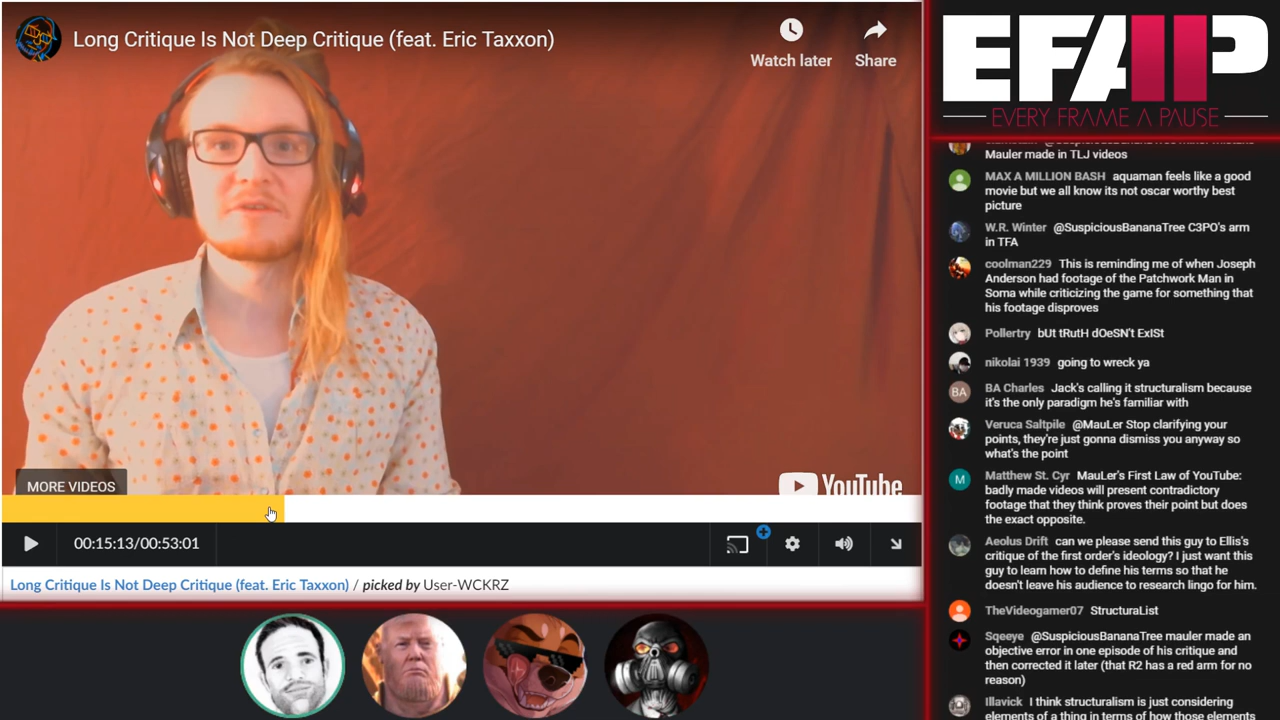 Long Critique Is Not Deep Critique (feat. Eric Taxxon)
Watch later
Share
MORE VIDEOS
YouTube
00:15:13/00:53:01
Long Critique Is Not Deep Critique (feat. Eric Taxxon) / picked by User-WCKRZ
EFAP
EVERY FRAME A PAUSE
Mauler made in TLJ videos
MAX A MILLION BASH aquaman feels like a good
movie but we all know its not oscar worthy best
picture
W.R. Winter @SuspiciousBananaTree C3PO's arm
in TFA
coolman229 This is reminding me of when Joseph
Anderson had footage of the Patchwork Man in
Soma while criticizing the game for something that
his footage disproves
Pollertry bUt tRutH dOeSN't ExISt
nikolai 1939 going to wreck ya
BA
BA Charles Jack's calling it structuralism because
it's the only paradigm he's familiar with
Veruca Saltpile @MauLer Stop clarifying your
points, they're just gonna dismiss you anyway so
what's the point
M
Matthew St. Cyr MauLer's First Law of YouTube:
badly made videos will present contradictory
footage that they think proves their point but does
the exact opposite.
Aeolus Drift can we please send this guy to Ellis's
critique of the first order's ideology? I just want this
guy to learn how to define his terms so that he
doesn't leave his audience to research lingo for him.
TheVideogamer07 StructuraList
Sqeeye @SuspiciousBananaTree mauler made an
objective error in one episode of his critique and
then corrected it later (that R2 has a red arm for no
reason)
Illavick I think structuralism is just considering
elements of a thing in terms of how those elements